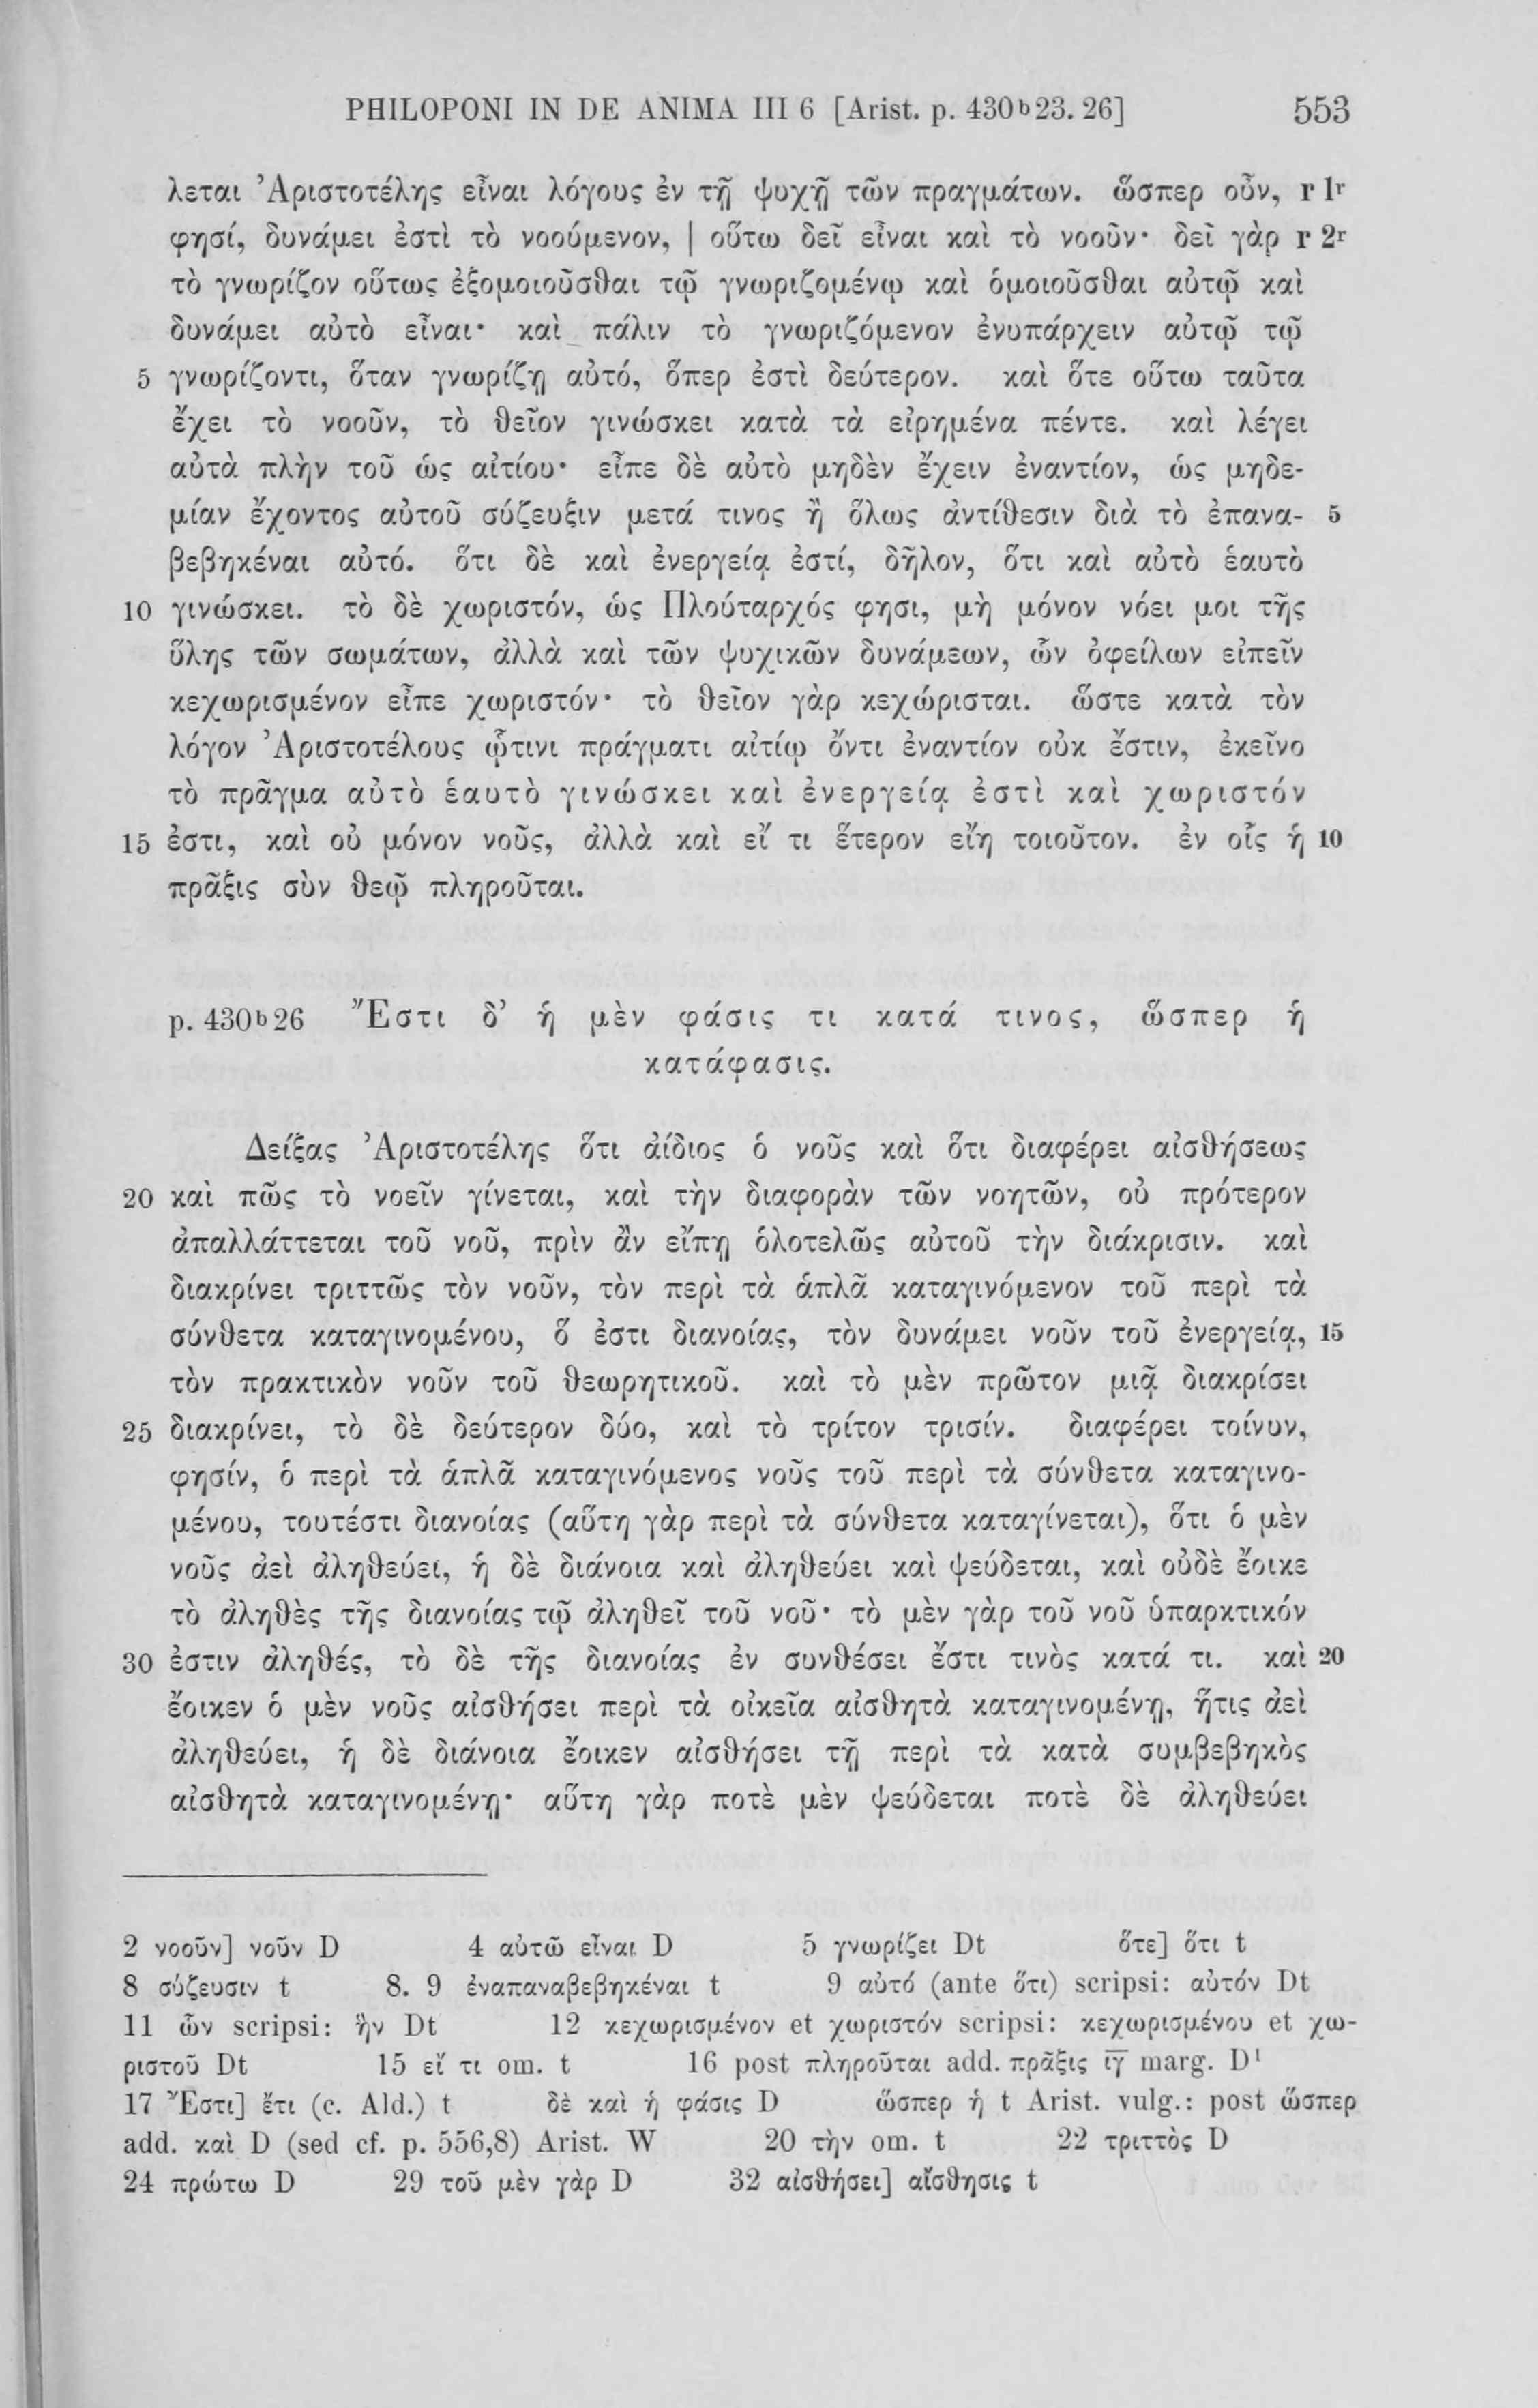 PHILOPONI IN DE ANIMA III 6 [Arist. p. 430ᵇ23. 26] 553
λεται Ἀριστοτέλης εἶναι λόγους ἐν τῇ ψυχῇ τῶν πραγμάτων. ὥσπερ οὖν, r 1ʳ
φησί, δυνάμει ἐστὶ τὸ νοούμενον, | οὕτω δεῖ εἶναι καὶ τὸ νοοῦν· δεῖ γὰρ r 2ʳ
τὸ γνωρίζον οὕτως ἐξομοιοῦσθαι τῷ γνωριζομένῳ καὶ ὁμοιοῦσθαι αὐτῷ καὶ
δυνάμει αὐτὸ εἶναι· καὶ πάλιν τὸ γνωριζόμενον ἐνυπάρχειν αὐτῷ τῷ
5 γνωρίζοντι, ὅταν γνωρίζῃ αὐτό, ὅπερ ἐστὶ δεύτερον. καὶ ὅτε οὕτω ταῦτα
ἔχει τὸ νοοῦν, τὸ θεῖον γινώσκει κατὰ τὰ εἰρημένα πέντε. καὶ λέγει
αὐτὰ πλὴν τοῦ ὡς αἰτίου· εἶπε δὲ αὐτὸ μηδὲν ἔχειν ἐναντίον, ὡς μηδε-
μίαν ἔχοντος αὐτοῦ σύζευξιν μετά τινος ἢ ὅλως ἀντίθεσιν διὰ τὸ ἐπανα- 5
βεβηκέναι αὐτό. ὅτι δὲ καὶ ἐνεργείᾳ ἐστί, δῆλον, ὅτι καὶ αὐτὸ ἑαυτὸ
10 γινώσκει. τὸ δὲ χωριστόν, ὡς Πλούταρχός φησι, μὴ μόνον νόει μοι τῆς
ὕλης τῶν σωμάτων, ἀλλὰ καὶ τῶν ψυχικῶν δυνάμεων, ὧν ὀφείλων εἰπεῖν
κεχωρισμένον εἶπε χωριστόν· τὸ θεῖον γὰρ κεχώρισται. ὥστε κατὰ τὸν
λόγον Ἀριστοτέλους ᾧτινι πράγματι αἰτίῳ ὄντι ἐναντίον οὐκ ἔστιν, ἐκεῖνο
τὸ πρᾶγμα αὐτὸ ἑαυτὸ γινώσκει καὶ ἐνεργείᾳ ἐστὶ καὶ χωριστόν
15 ἐστι, καὶ οὐ μόνον νοῦς, ἀλλὰ καὶ εἴ τι ἕτερον εἴη τοιοῦτον. ἐν οἷς ἡ 10
πρᾶξις σὺν θεῷ πληροῦται.
p. 430ᵇ26 Ἔστι δ’ ἡ μὲν φάσις τι κατά τινος, ὥσπερ ἡ
κατάφασις.
Δείξας Ἀριστοτέλης ὅτι ἀίδιος ὁ νοῦς καὶ ὅτι διαφέρει αἰσθήσεως
20 καὶ πῶς τὸ νοεῖν γίνεται, καὶ τὴν διαφορὰν τῶν νοητῶν, οὐ πρότερον
ἀπαλλάττεται τοῦ νοῦ, πρὶν ἂν εἴπῃ ὁλοτελῶς αὐτοῦ τὴν διάκρισιν. καὶ
διακρίνει τριττῶς τὸν νοῦν, τὸν περὶ τὰ ἁπλᾶ καταγινόμενον τοῦ περὶ τὰ
σύνθετα καταγινομένου, ὅ ἐστι διανοίας, τὸν δυνάμει νοῦν τοῦ ἐνεργείᾳ, 15
τὸν πρακτικὸν νοῦν τοῦ θεωρητικοῦ. καὶ τὸ μὲν πρῶτον μιᾷ διακρίσει
25 διακρίνει, τὸ δὲ δεύτερον δύο, καὶ τὸ τρίτον τρισίν. διαφέρει τοίνυν,
φησίν, ὁ περὶ τὰ ἁπλᾶ καταγινόμενος νοῦς τοῦ περὶ τὰ σύνθετα καταγινο-
μένου, τουτέστι διανοίας (αὕτη γὰρ περὶ τὰ σύνθετα καταγίνεται), ὅτι ὁ μὲν
νοῦς ἀεὶ ἀληθεύει, ἡ δὲ διάνοια καὶ ἀληθεύει καὶ ψεύδεται, καὶ οὐδὲ ἔοικε
τὸ ἀληθὲς τῆς διανοίας τῷ ἀληθεῖ τοῦ νοῦ· τὸ μὲν γὰρ τοῦ νοῦ ὑπαρκτικόν
30 ἐστιν ἀληθές, τὸ δὲ τῆς διανοίας ἐν συνθέσει ἔστι τινὸς κατά τι. καὶ 20
ἔοικεν ὁ μὲν νοῦς αἰσθήσει περὶ τὰ οἰκεῖα αἰσθητὰ καταγινομένῃ, ἥτις ἀεὶ
ἀληθεύει, ἡ δὲ διάνοια ἔοικεν αἰσθήσει τῇ περὶ τὰ κατὰ συμβεβηκὸς
αἰσθητὰ καταγινομένῃ· αὕτη γὰρ ποτὲ μὲν ψεύδεται ποτὲ δὲ ἀληθεύει
2 νοοῦν] νοῦν D 4 αὐτῶ εἶναι D 5 γνωρίζει Dt ὅτε] ὅτι t
8 σύζευσιν t 8. 9 ἐναπαναβεβηκέναι t 9 αὐτό (ante ὅτι) scripsi: αὐτόν Dt
11 ὧν scripsi: ἣν Dt 12 κεχωρισμένον et χωριστόν scripsi: κεχωρισμένου et χω-
ριστοῦ Dt 15 εἴ τι om. t 16 post πληροῦται add. πρᾶξις ιγ marg. D¹
17 Ἔστι] ἔτι (c. Ald.) t δὲ καὶ ἡ φάσις D ὥσπερ ἡ t Arist. vulg.: post ὥσπερ
add. καὶ D (sed cf. p. 556,8) Arist. W 20 τὴν om. t 22 τριττὸς D
24 πρώτω D 29 τοῦ μὲν γὰρ D 32 αἰσθήσει] αἴσθησις t